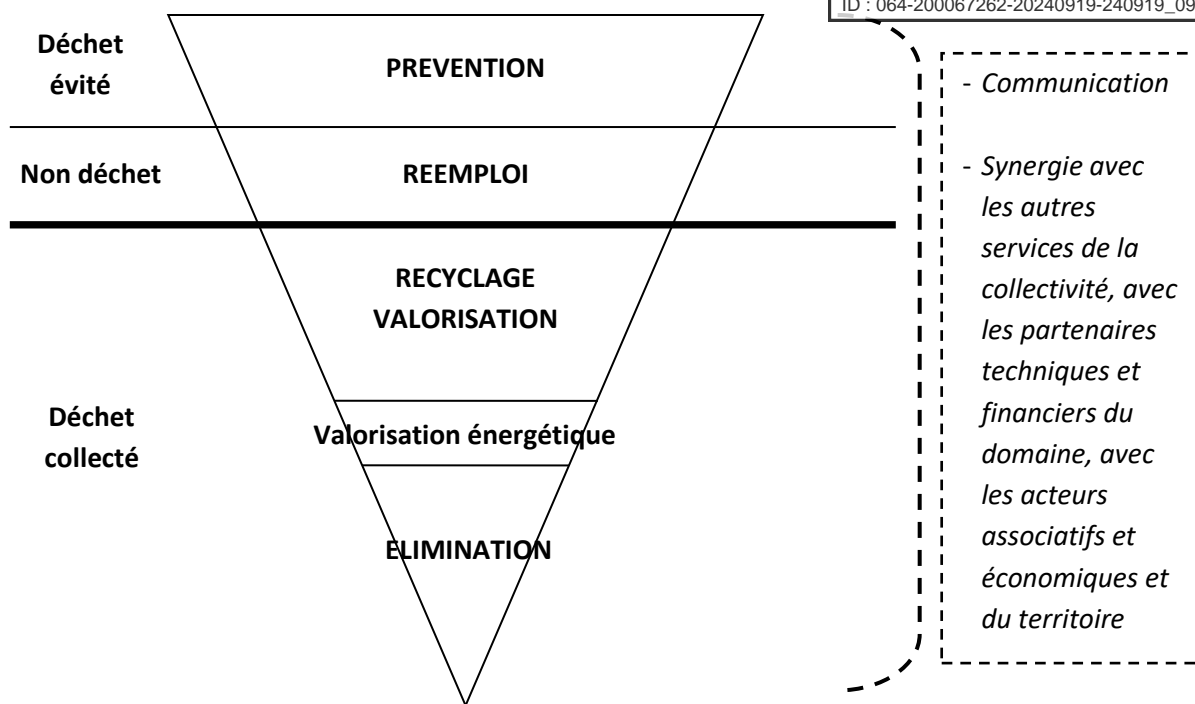 ID : 064-200067262-20240919-240919_09
Déchet
évité
PREVENTION
Non déchet
REEMPLOI
RECYCLAGE
VALORISATION
Déchet
collecté
Valorisation énergétique
ELIMINATION
- Communication
- Synergie avec
les autres
services de la
collectivité, avec
les partenaires
techniques et
financiers du
domaine, avec
les acteurs
associatifs et
économiques et
du territoire